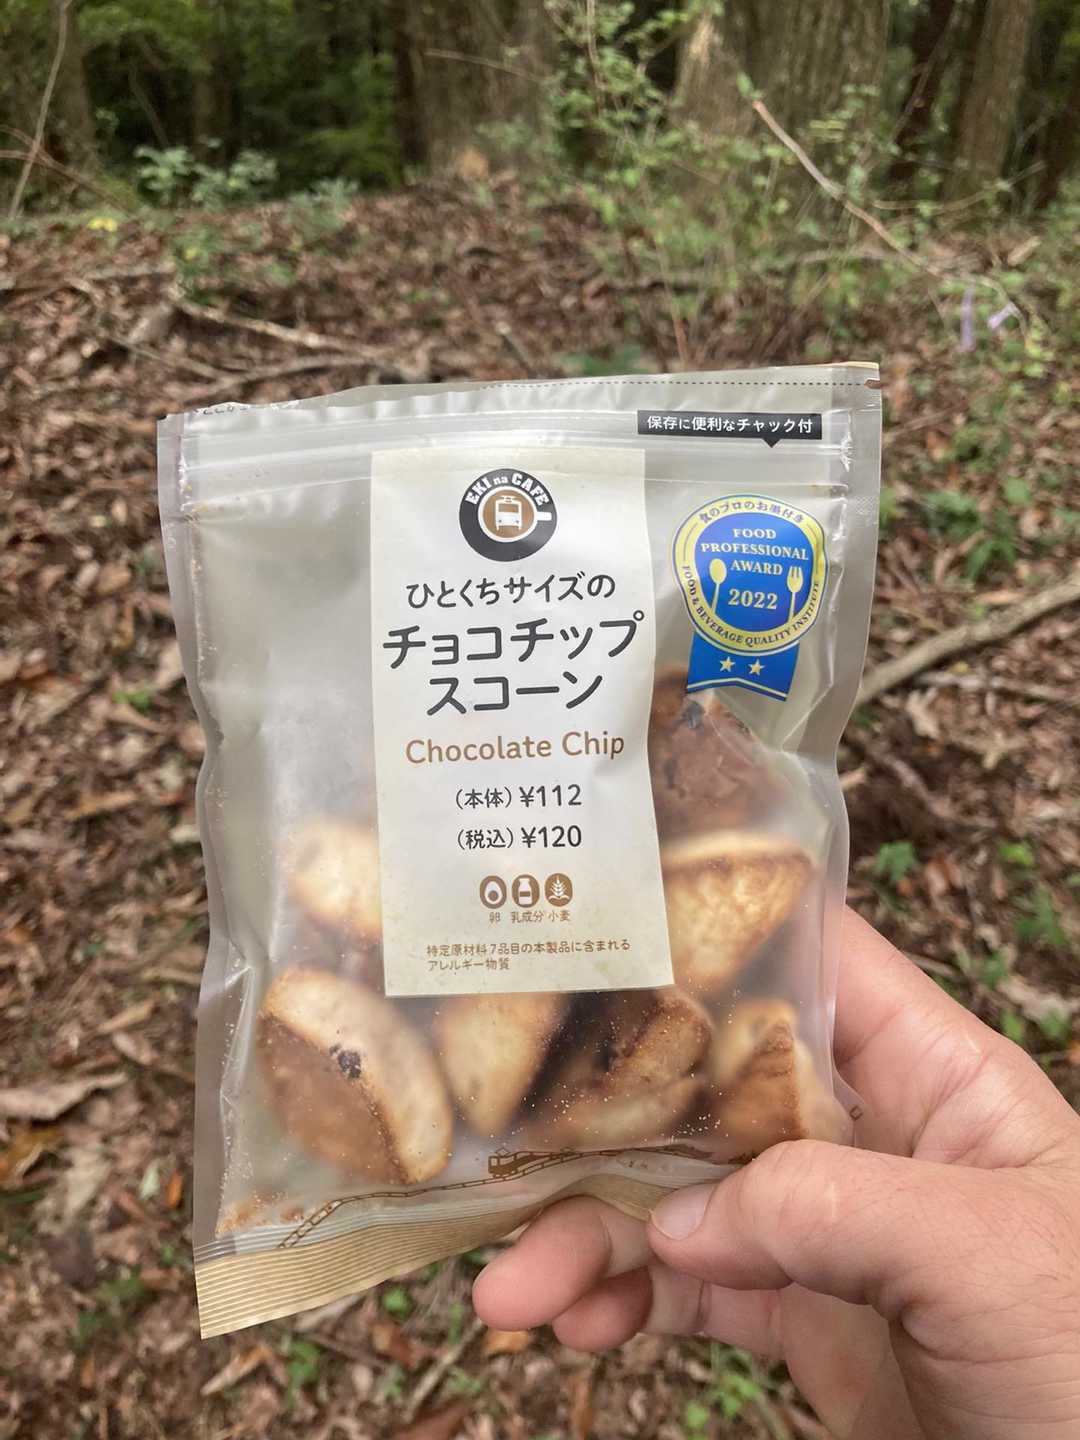 保存に便利なチャック付
EKI na CAFE
食のプロのお墨付き
FOOD
PROFESSIONAL
AWARD
2022
FOOD & BEVERAGE QUALITY INSTITUTE
ひとくちサイズの
チョコチップ
スコーン
Chocolate Chip
(本体)¥112
(税込)¥120
卵 乳成分 小麦
特定原材料7品目の本製品に含まれる
アレルギー物質